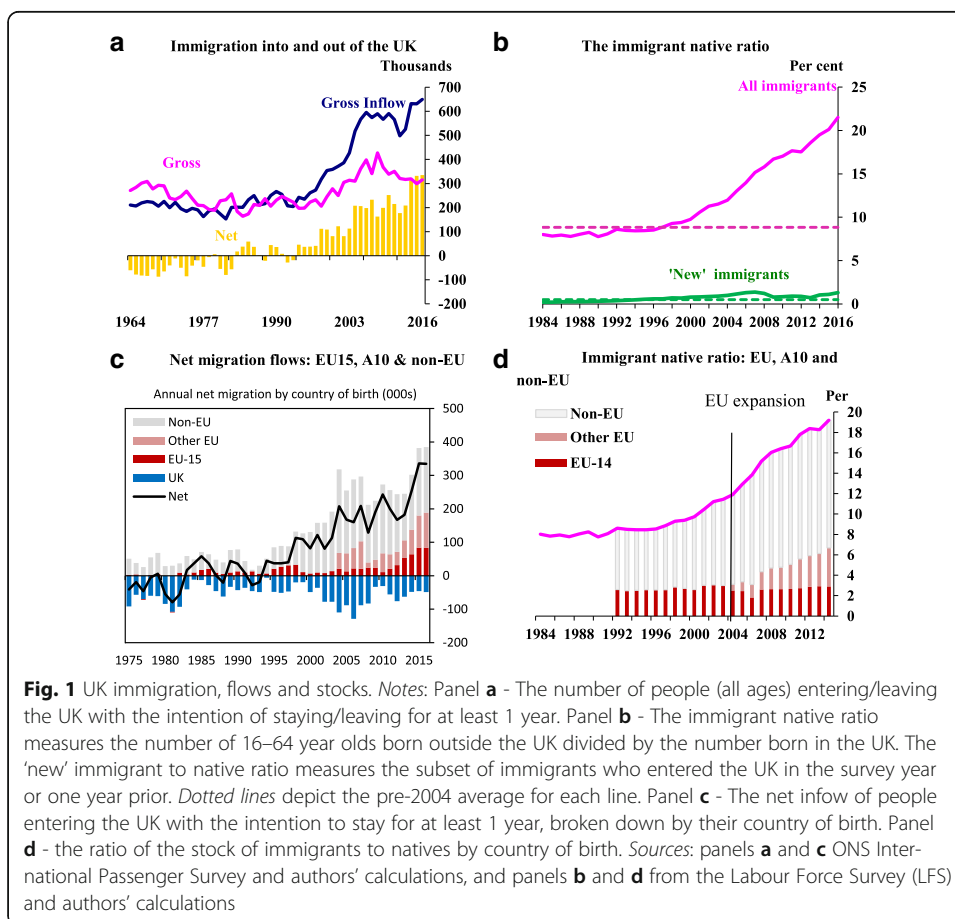 a Immigration into and out of the UK
Thousands
700
600
500
400
300
200
100
0
-100
-200
Gross Inflow
Gross
Net
1964 1977 1990 2003 2016
b The immigrant native ratio
Per cent
All immigrants
25
20
15
10
5
0
'New' immigrants
1984 1988 1992 1996 2000 2004 2008 2012 2016
c Net migration flows: EU15, A10 & non-EU
Annual net migration by country of birth (000s)
500
400
300
200
100
0
-100
-200
Non-EU
Other EU
EU-15
UK
Net
1975 1980 1985 1990 1995 2000 2005 2010 2015
d Immigrant native ratio: EU, A10 and
non-EU
Per
EU expansion
Non-EU
Other EU
EU-14
20
18
16
14
12
10
8
6
4
2
0
1984 1988 1992 1996 2000 2004 2008 2012
Fig. 1 UK immigration, flows and stocks. Notes: Panel a - The number of people (all ages) entering/leaving
the UK with the intention of staying/leaving for at least 1 year. Panel b - The immigrant native ratio
measures the number of 16–64 year olds born outside the UK divided by the number born in the UK. The
'new' immigrant to native ratio measures the subset of immigrants who entered the UK in the survey year
or one year prior. Dotted lines depict the pre-2004 average for each line. Panel c - The net infow of people
entering the UK with the intention to stay for at least 1 year, broken down by their country of birth. Panel
d - the ratio of the stock of immigrants to natives by country of birth. Sources: panels a and c ONS Inter-
national Passenger Survey and authors' calculations, and panels b and d from the Labour Force Survey (LFS)
and authors' calculations